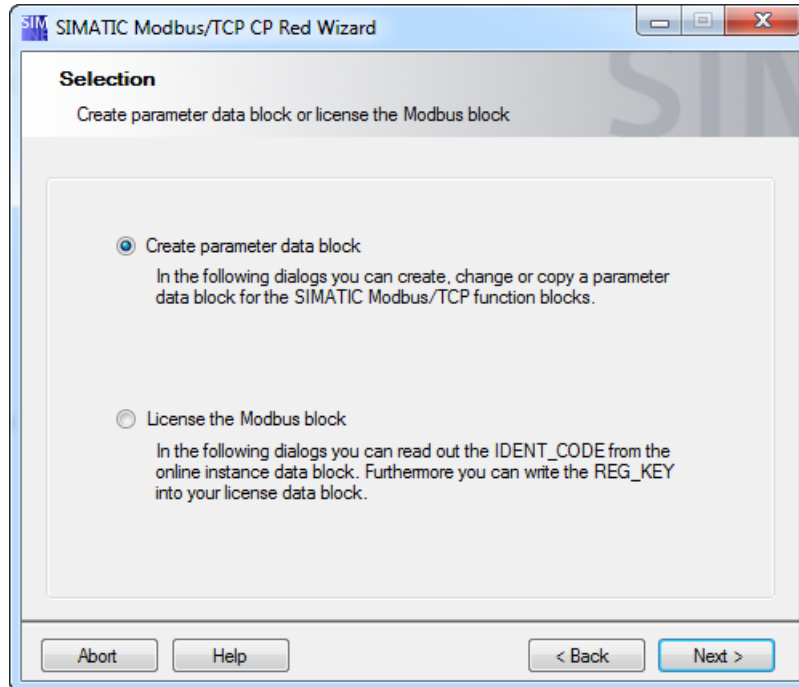 SIMATIC Modbus/TCP CP Red Wizard
Selection
Create parameter data block or license the Modbus block
Create parameter data block
In the following dialogs you can create, change or copy a parameter
data block for the SIMATIC Modbus/TCP function blocks.
License the Modbus block
In the following dialogs you can read out the IDENT_CODE from the
online instance data block. Furthermore you can write the REG_KEY
into your license data block.
Abort Help < Back Next >